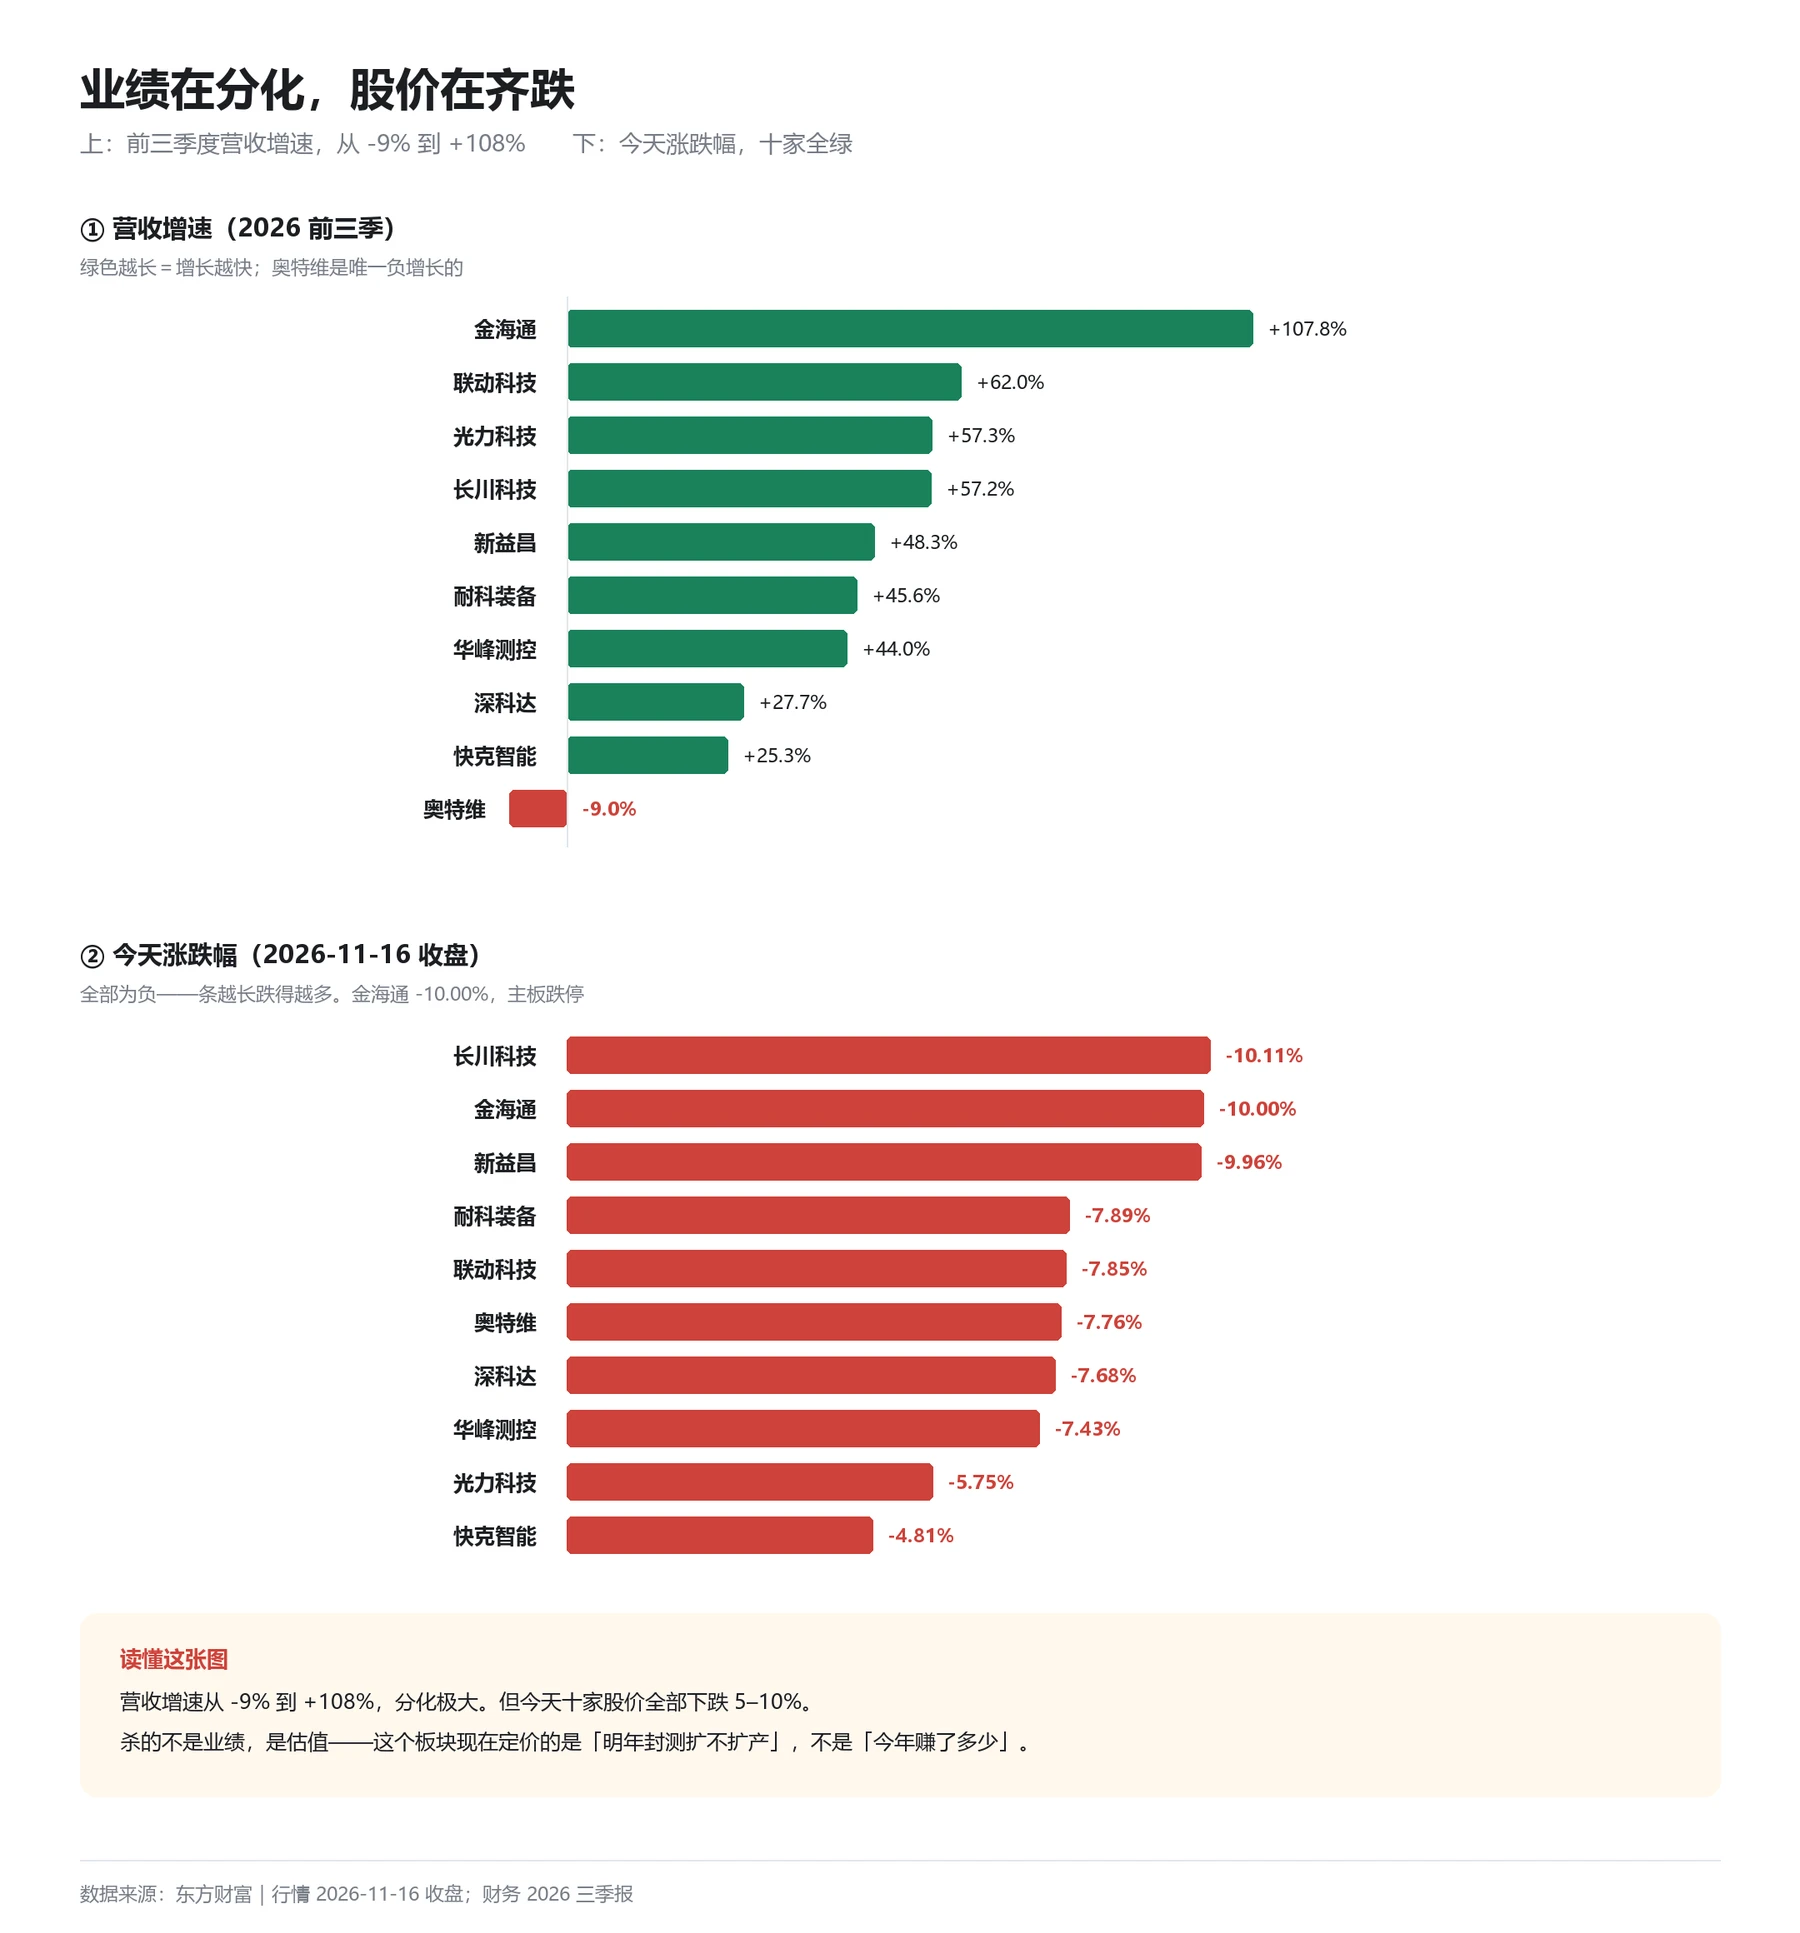 业绩在分化，股价在齐跌
上：前三季度营收增速，从 -9% 到 +108%  下：今天涨跌幅，十家全绿
① 营收增速（2026 前三季）
绿色越长 = 增长越快；奥特维是唯一负增长的
金海通 +107.8%
联动科技 +62.0%
光力科技 +57.3%
长川科技 +57.2%
新益昌 +48.3%
耐科装备 +45.6%
华峰测控 +44.0%
深科达 +27.7%
快克智能 +25.3%
奥特维 -9.0%
② 今天涨跌幅（2026-11-16 收盘）
全部为负——条越长跌得越多。金海通 -10.00%，主板跌停
长川科技 -10.11%
金海通 -10.00%
新益昌 -9.96%
耐科装备 -7.89%
联动科技 -7.85%
奥特维 -7.76%
深科达 -7.68%
华峰测控 -7.43%
光力科技 -5.75%
快克智能 -4.81%
读懂这张图
营收增速从 -9% 到 +108%，分化极大。但今天十家股价全部下跌 5–10%。
杀的不是业绩，是估值——这个板块现在定价的是「明年封测扩不扩产」，不是「今年赚了多少」。
数据来源：东方财富 | 行情 2026-11-16 收盘；财务 2026 三季报